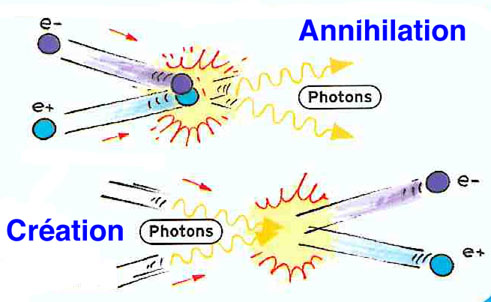 e-
Annihilation
e+
Photons
Création
Photons
e-
e+